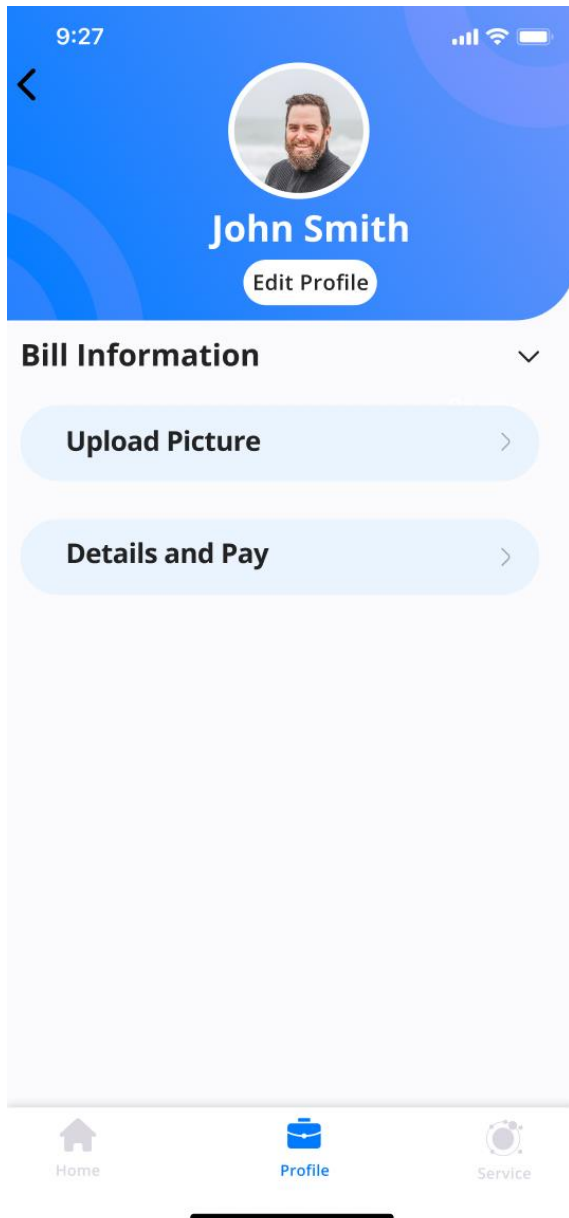 9:27
John Smith
Edit Profile
Bill Information
Upload Picture
Details and Pay
Home
Profile
Service